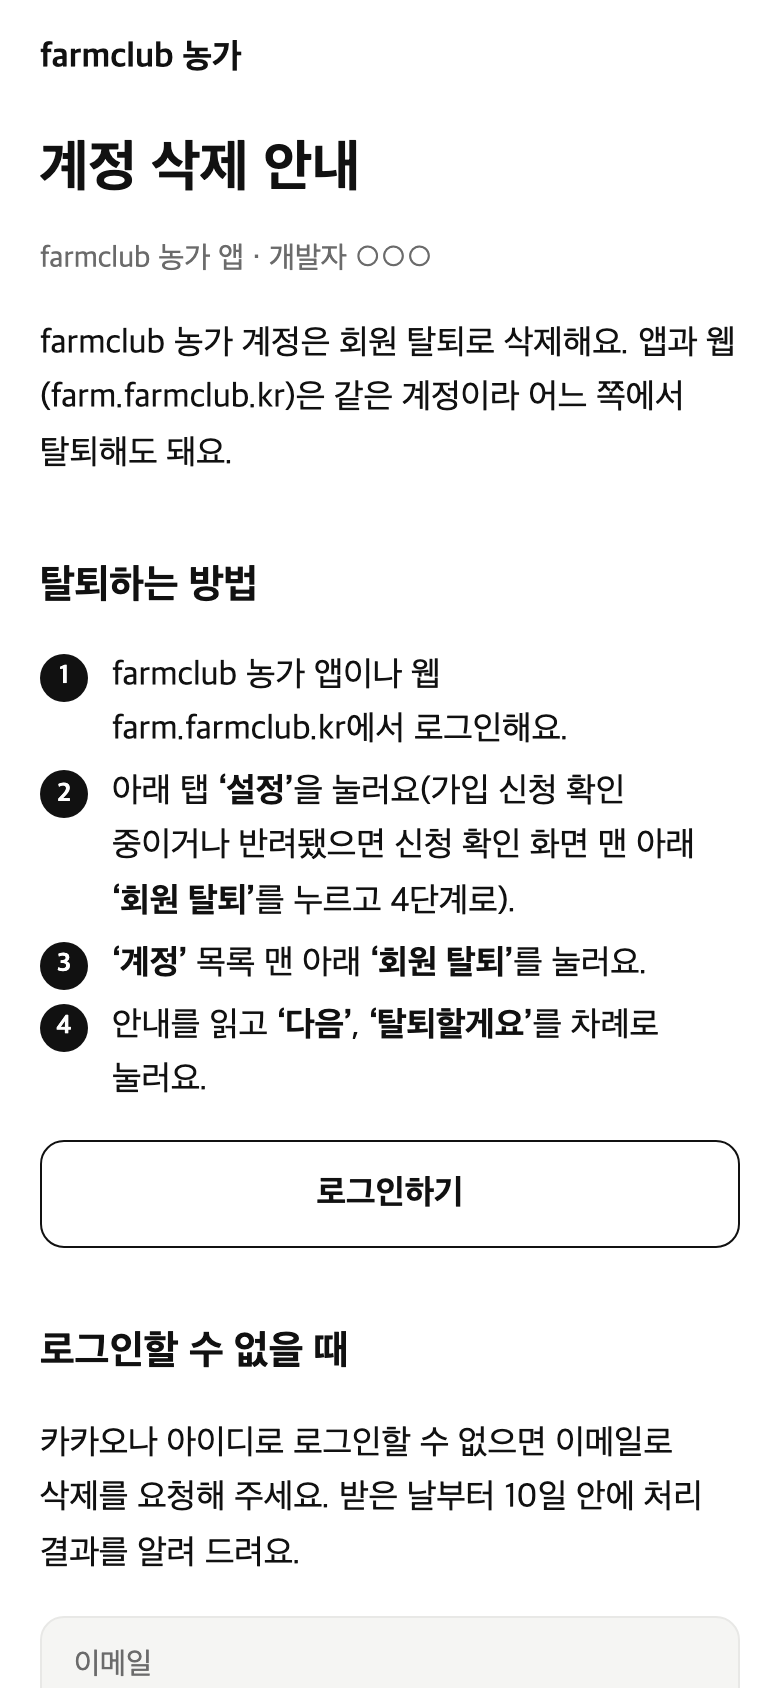 farmclub 농가
계정 삭제 안내
farmclub 농가 앱 · 개발자 ○○○
farmclub 농가 계정은 회원 탈퇴로 삭제해요. 앱과 웹
(farm.farmclub.kr)은 같은 계정이라 어느 쪽에서
탈퇴해도 돼요.
탈퇴하는 방법
1 farmclub 농가 앱이나 웹
farm.farmclub.kr에서 로그인해요.
2 아래 탭 ‘설정’을 눌러요(가입 신청 확인
중이거나 반려됐으면 신청 확인 화면 맨 아래
‘회원 탈퇴’를 누르고 4단계로).
3 ‘계정’ 목록 맨 아래 ‘회원 탈퇴’를 눌러요.
4 안내를 읽고 ‘다음’, ‘탈퇴할게요’를 차례로
눌러요.
로그인하기
로그인할 수 없을 때
카카오나 아이디로 로그인할 수 없으면 이메일로
삭제를 요청해 주세요. 받은 날부터 10일 안에 처리
결과를 알려 드려요.
이메일